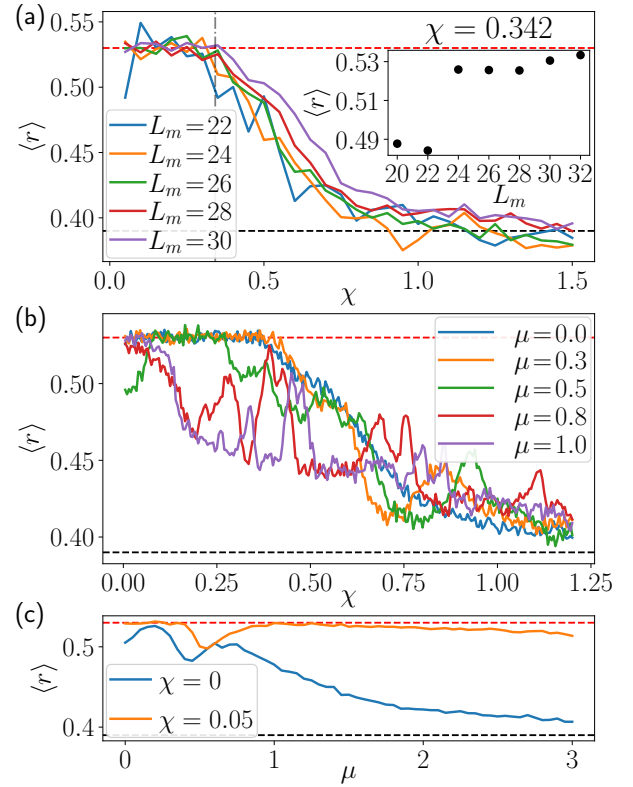 (a)
0.55
0.50
0.45
0.40
⟨r⟩
L_m=22
L_m=24
L_m=26
L_m=28
L_m=30
χ = 0.342
0.53
0.51
0.49
⟨r⟩
20 22 24 26 28 30 32
L_m
0.0 0.5 1.0 1.5
χ
(b)
0.50
0.45
0.40
⟨r⟩
μ=0.0
μ=0.3
μ=0.5
μ=0.8
μ=1.0
0.00 0.25 0.50 0.75 1.00 1.25
χ
(c)
0.5
0.4
⟨r⟩
χ = 0
χ = 0.05
0 1 2 3
μ